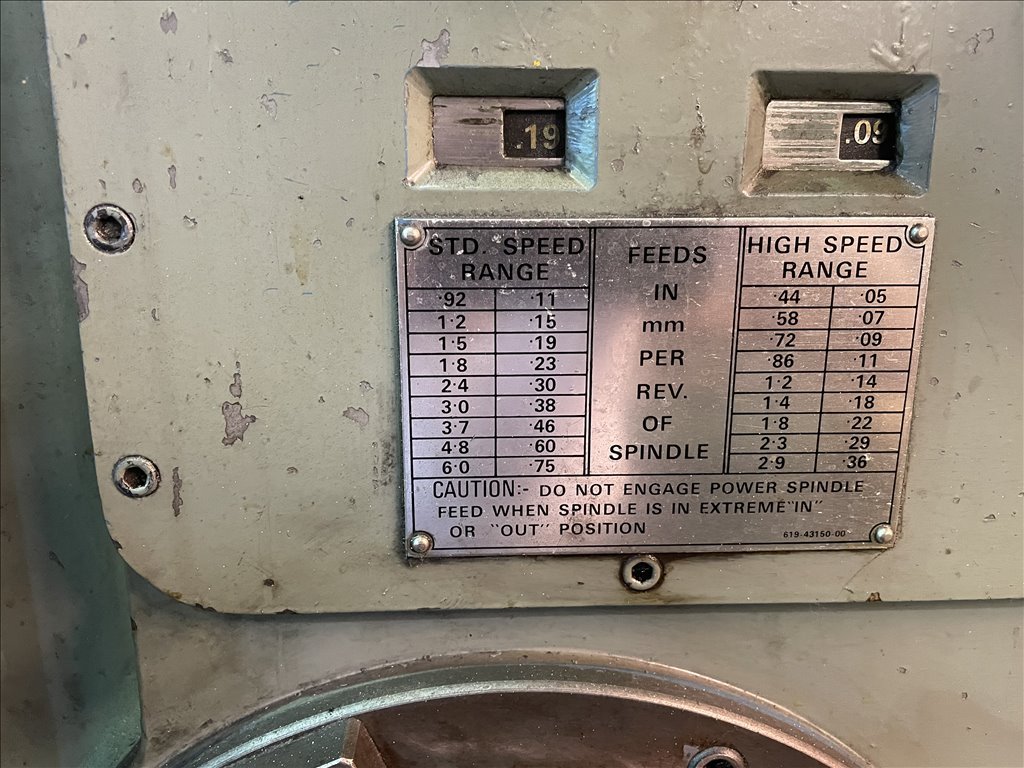 .19 .09
STD. SPEED RANGE FEEDS IN mm PER REV. OF SPINDLE HIGH SPEED RANGE
·92 ·11 ·44 ·05
1·2 ·15 ·58 ·07
1·5 ·19 ·72 ·09
1·8 ·23 ·86 ·11
2·4 ·30 1·2 ·14
3·0 ·38 1·4 ·18
3·7 ·46 1·8 ·22
4·8 ·60 2·3 ·29
6·0 ·75 2·9 ·36
CAUTION:- DO NOT ENGAGE POWER SPINDLE
FEED WHEN SPINDLE IS IN EXTREME "IN"
OR "OUT" POSITION 619-43150-00